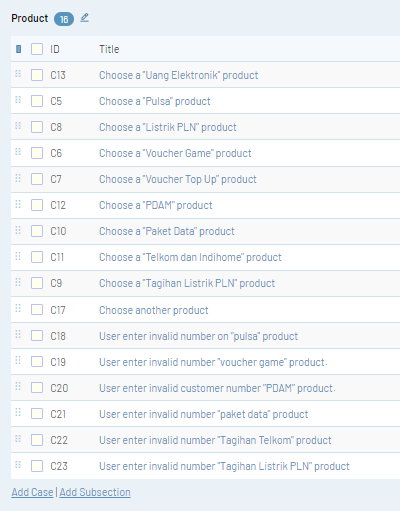 Product 16
ID Title
C13 Choose a "Uang Elektronik" product
C5 Choose a "Pulsa" product
C8 Choose a "Listrik PLN" product
C6 Choose a "Voucher Game" product
C7 Choose a "Voucher Top Up" product
C12 Choose a "PDAM" product
C10 Choose a "Paket Data" product
C11 Choose a "Telkom dan Indihome" product
C9 Choose a "Tagihan Listrik PLN" product
C17 Choose another product
C18 User enter invalid number on "pulsa" product
C19 User enter invalid number "voucher game" product.
C20 User enter invalid customer number "PDAM" product.
C21 User enter invalid number "paket data" product
C22 User enter invalid number "Tagihan Telkom" product
C23 User enter invalid number "Tagihan Listrik PLN" product
Add Case | Add Subsection